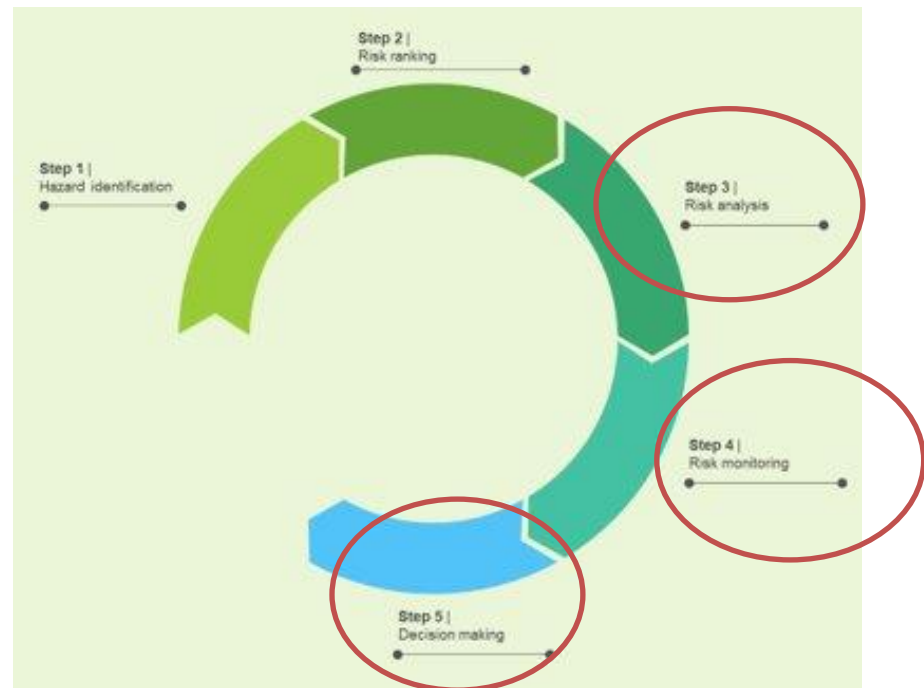 Step 1 |
Hazard identification
Step 2 |
Risk ranking
Step 3 |
Risk analysis
Step 4 |
Risk monitoring
Step 5 |
Decision making